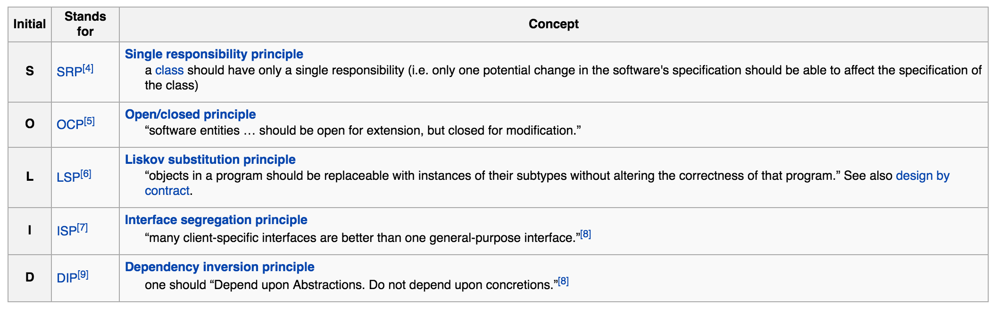 Initial
Stands
for
Concept
S
SRP[4]
Single responsibility principle
a class should have only a single responsibility (i.e. only one potential change in the software's specification should be able to affect the specification of
the class)
O
OCP[5]
Open/closed principle
“software entities … should be open for extension, but closed for modification.”
L
LSP[6]
Liskov substitution principle
“objects in a program should be replaceable with instances of their subtypes without altering the correctness of that program.” See also design by
contract.
I
ISP[7]
Interface segregation principle
“many client-specific interfaces are better than one general-purpose interface.”[8]
D
DIP[9]
Dependency inversion principle
one should “Depend upon Abstractions. Do not depend upon concretions.”[8]